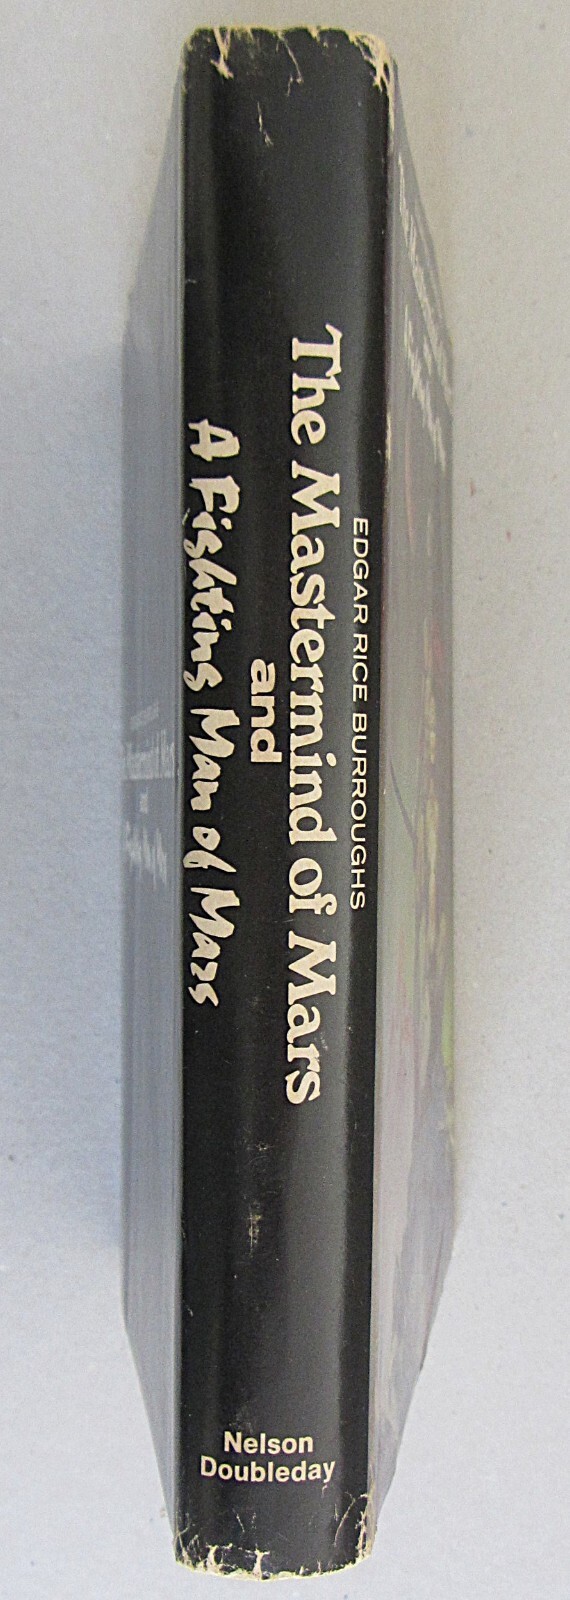 EDGAR RICE BURROUGHS
The Mastermind of Mars
and
A Fighting Man of Mars
Nelson
Doubleday